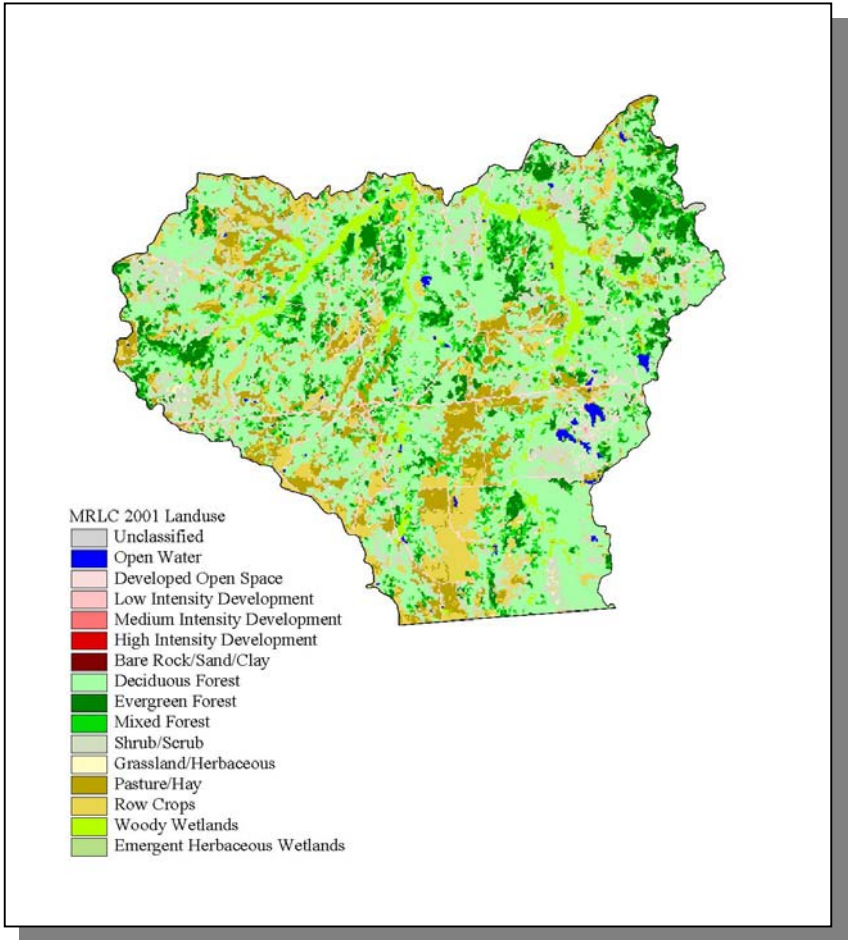 MRLC 2001 Landuse
Unclassified
Open Water
Developed Open Space
Low Intensity Development
Medium Intensity Development
High Intensity Development
Bare Rock/Sand/Clay
Deciduous Forest
Evergreen Forest
Mixed Forest
Shrub/Scrub
Grassland/Herbaceous
Pasture/Hay
Row Crops
Woody Wetlands
Emergent Herbaceous Wetlands